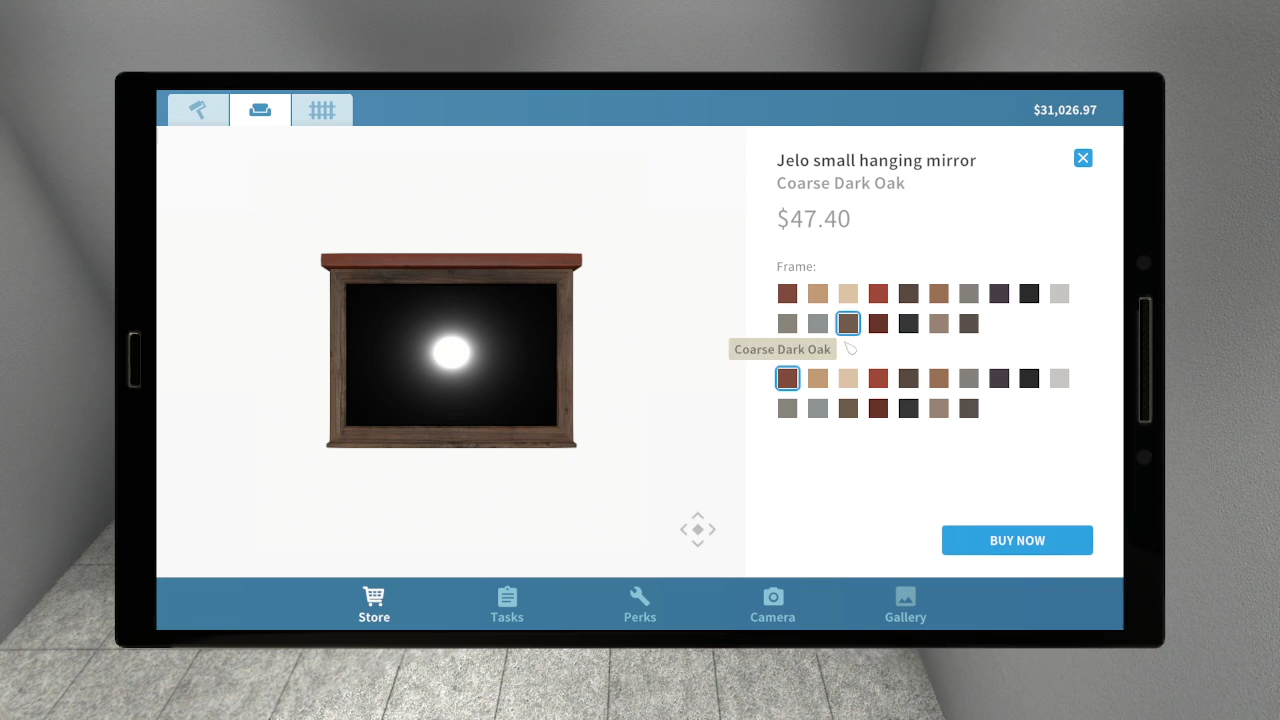 $31,026.97
Jelo small hanging mirror
Coarse Dark Oak
$47.40
Frame:
Coarse Dark Oak
BUY NOW
Store
Tasks
Perks
Camera
Gallery